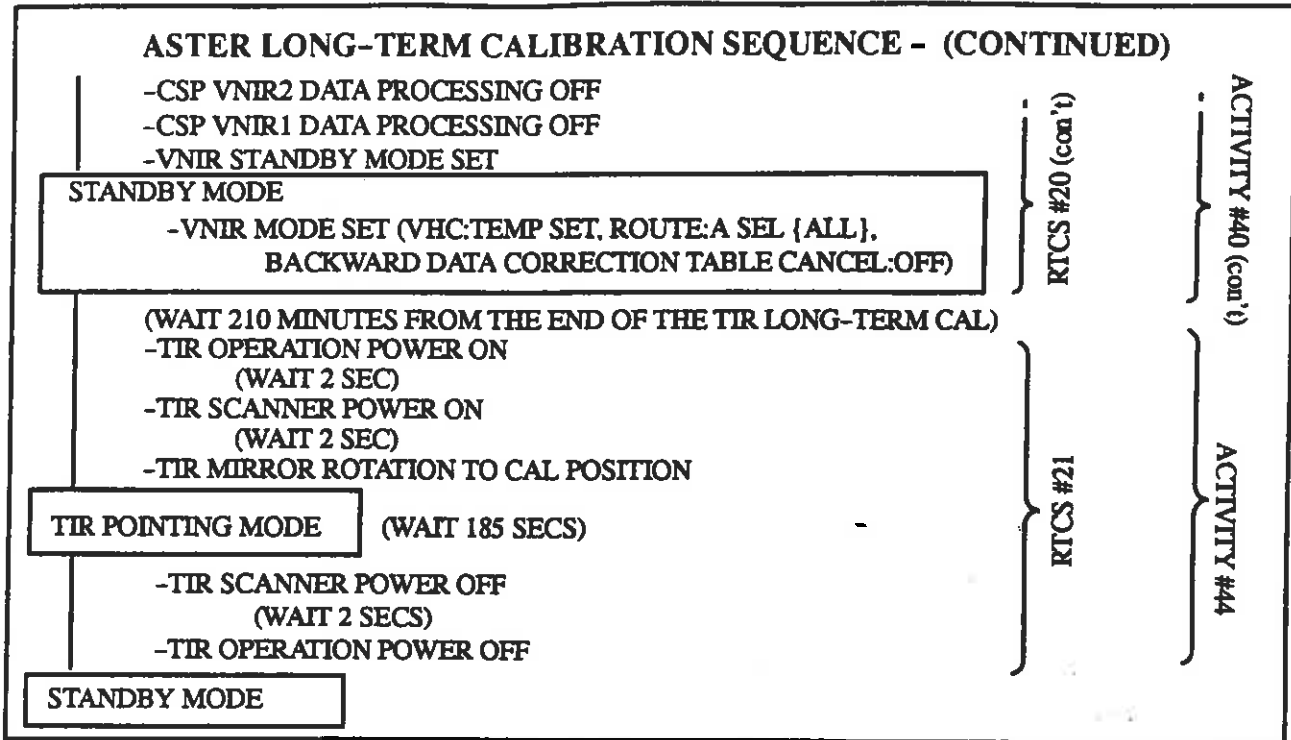 ASTER LONG-TERM CALIBRATION SEQUENCE - (CONTINUED)
-CSP VNIR2 DATA PROCESSING OFF
-CSP VNIR1 DATA PROCESSING OFF
-VNIR STANDBY MODE SET
STANDBY MODE
-VNIR MODE SET (VHC:TEMP SET, ROUTE:A SEL {ALL},
BACKWARD DATA CORRECTION TABLE CANCEL:OFF)
RTCS #20 (con't)
ACTIVITY #40 (con't)
(WAIT 210 MINUTES FROM THE END OF THE TIR LONG-TERM CAL)
-TIR OPERATION POWER ON
(WAIT 2 SEC)
-TIR SCANNER POWER ON
(WAIT 2 SEC)
-TIR MIRROR ROTATION TO CAL POSITION
TIR POINTING MODE (WAIT 185 SECS)
-TIR SCANNER POWER OFF
(WAIT 2 SECS)
-TIR OPERATION POWER OFF
STANDBY MODE
RTCS #21
ACTIVITY #44